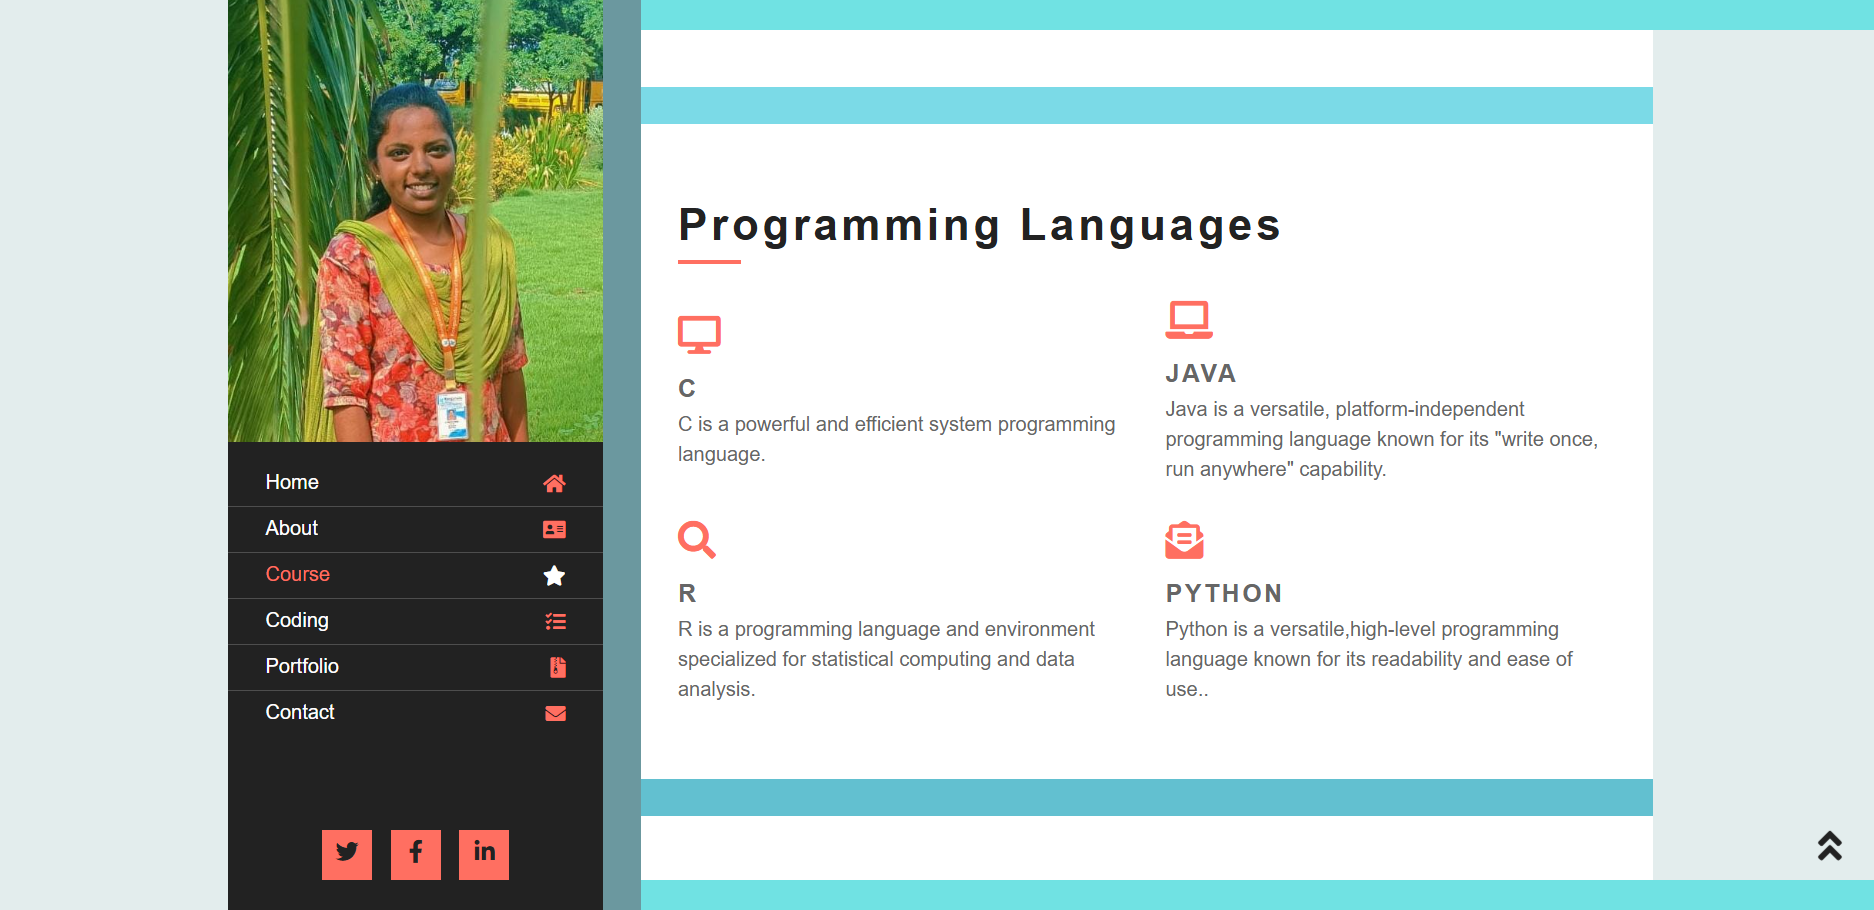 Home
About
Course
Coding
Portfolio
Contact
Programming Languages
C
C is a powerful and efficient system programming
language.
JAVA
Java is a versatile, platform-independent
programming language known for its "write once,
run anywhere" capability.
R
R is a programming language and environment
specialized for statistical computing and data
analysis.
PYTHON
Python is a versatile,high-level programming
language known for its readability and ease of
use..